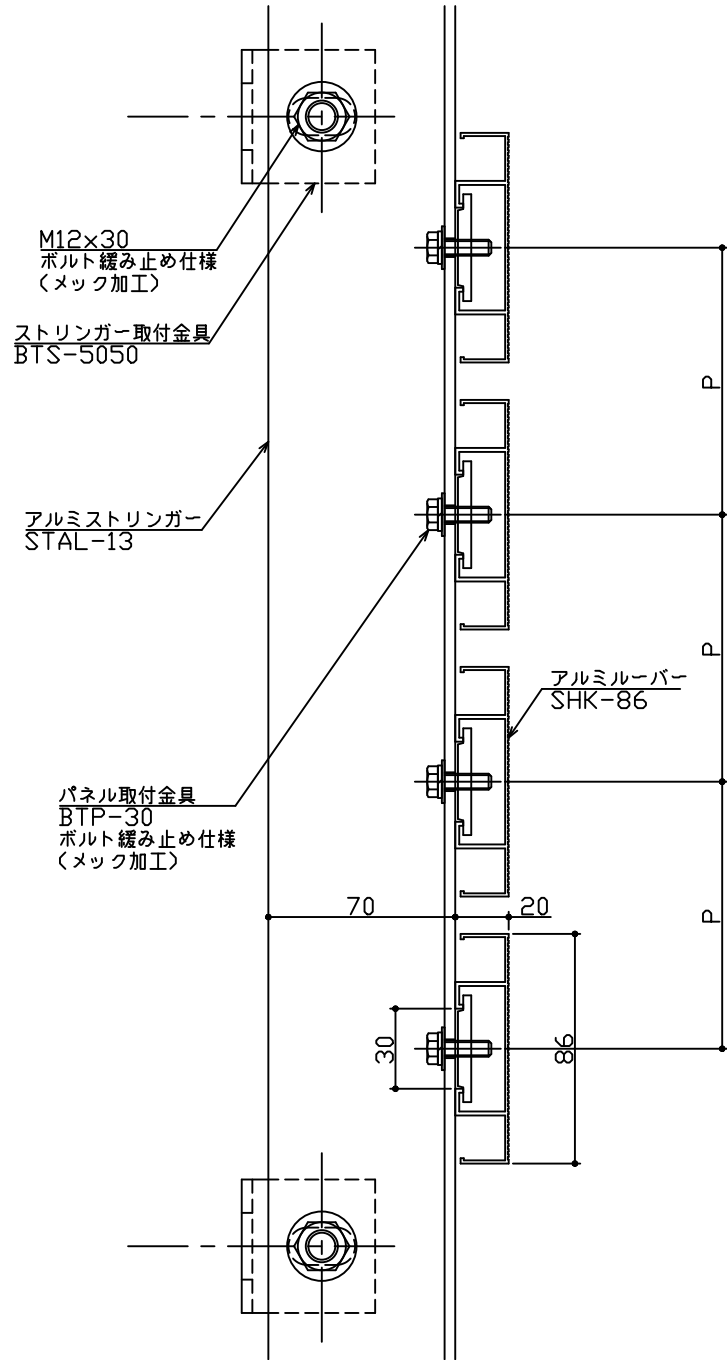 M12x30
ボルト緩み止め仕様
(メック加工)
ストリンガー取付金具
BTS-5050
P
アルミストリンガー
STAL-13
P
アルミルーバー
SHK-86
パネル取付金具
BTP-30
ボルト緩み止め仕様
(メック加工)
70
20
P
30
86